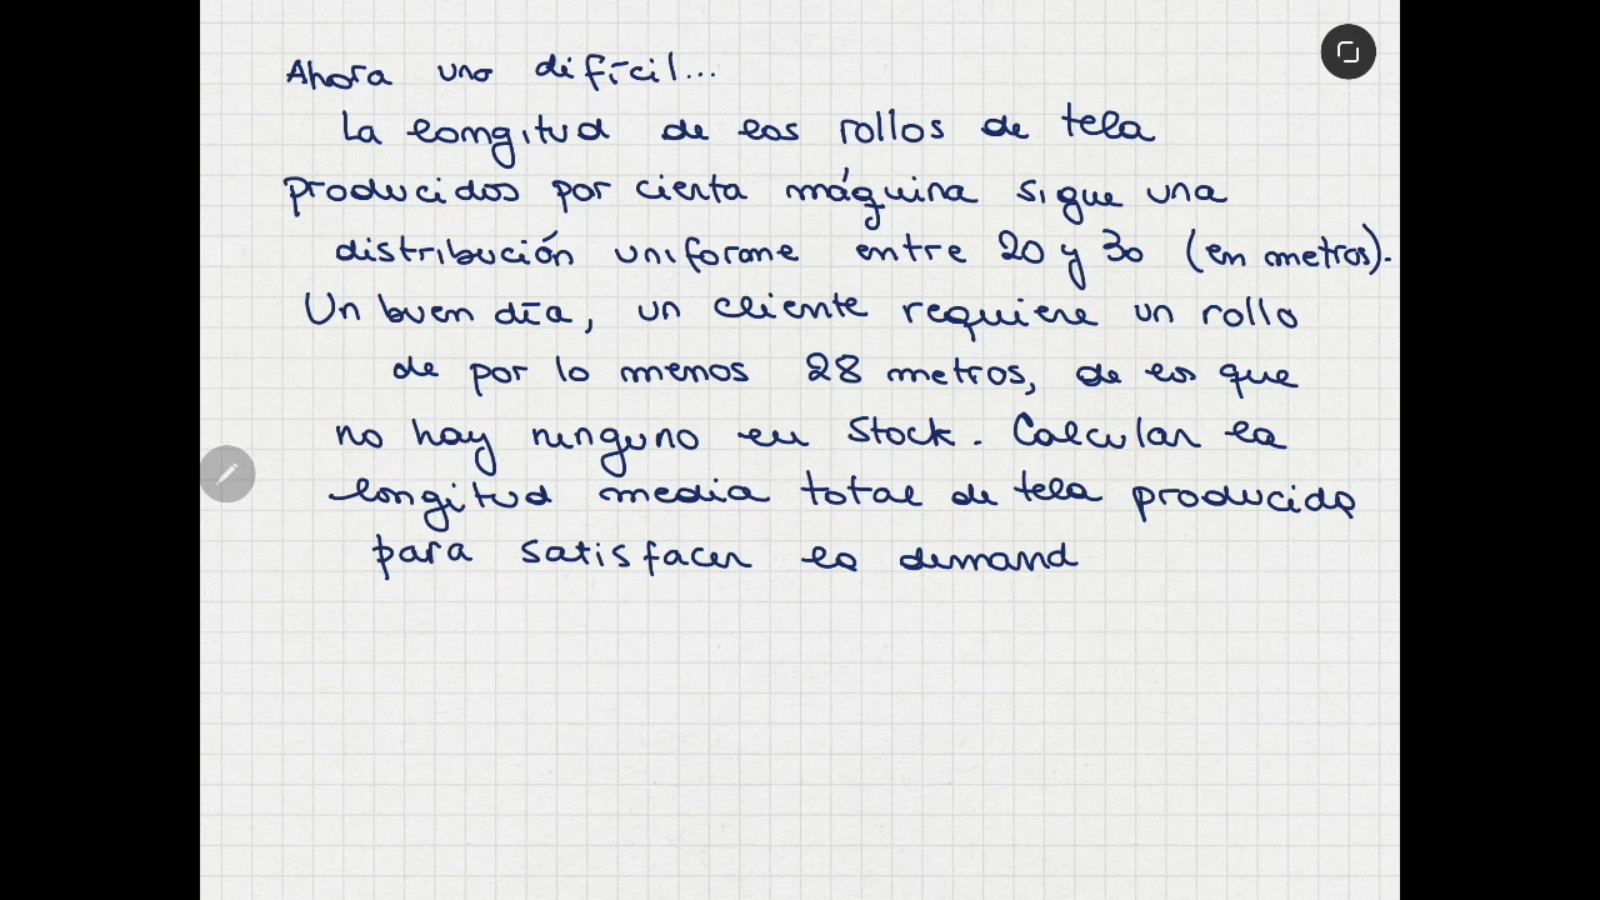 Ahora uno difícil...
La longitud de los rollos de tela
producidos por cierta máquina sigue una
distribución uniforme entre 20 y 30 (en metros).
Un buen día, un cliente requiere un rollo
de por lo menos 28 metros, de los que
no hay ninguno en stock. Calcular la
longitud media total de tela producida
para satisfacer la demand